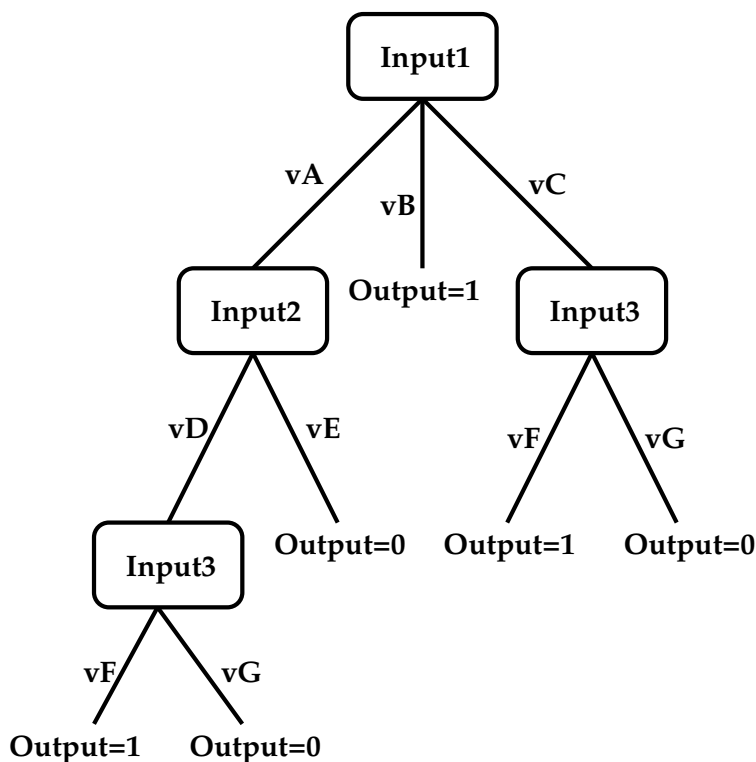 Input1
vA
vB
vC
Input2
Output=1
Input3
vD
vE
vF
vG
Input3
Output=0
Output=1
Output=0
vF
vG
Output=1
Output=0